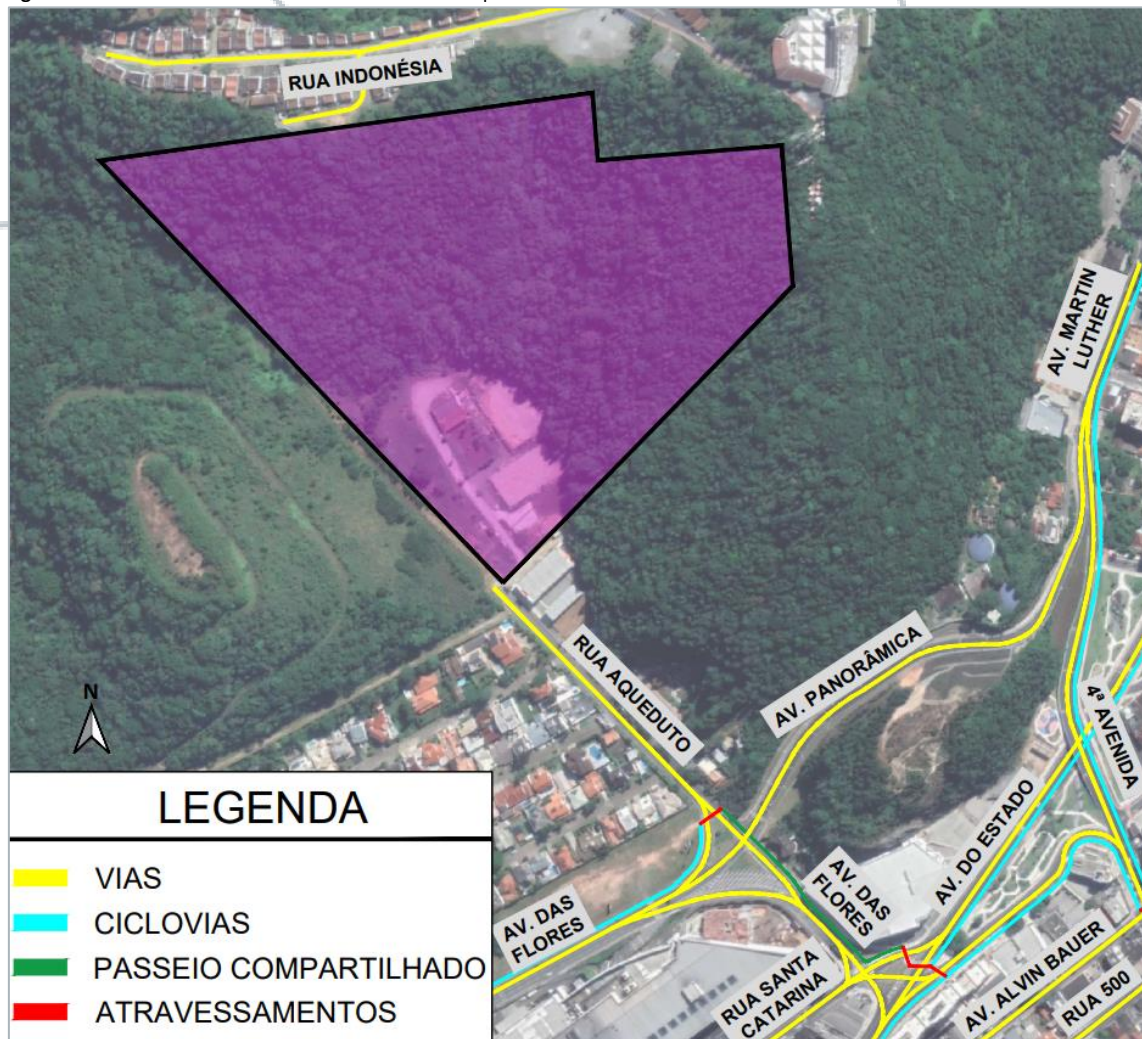 RUA INDONÉSIA
AV. MARTIN
LUTHER
RUA AQUEDUTO
AV. PANORÂMICA
4ª AVENIDA
N
AV. DO ESTADO
AV. DAS
FLORES
AV. DAS
FLORES
RUA SANTA
CATARINA
AV. ALVIN BAUER
RUA 500
LEGENDA
VIAS
CICLOVIAS
PASSEIO COMPARTILHADO
ATRAVESSAMENTOS